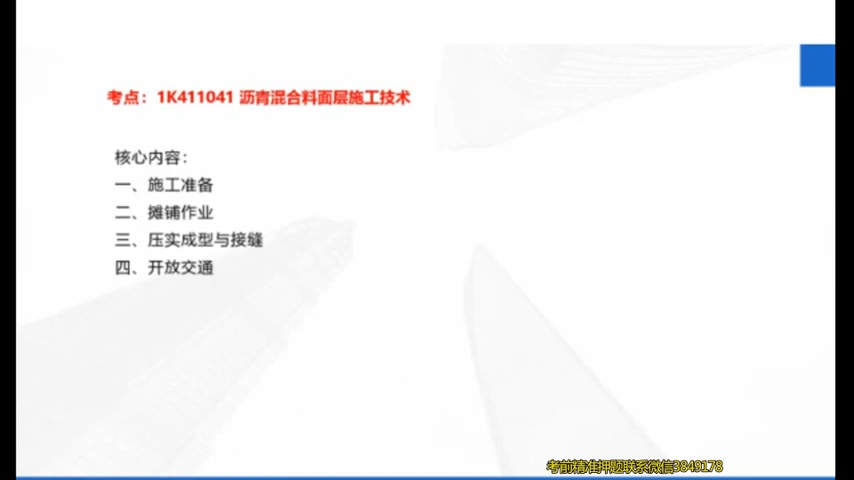 考点：1K411041 沥青混合料面层施工技术
核心内容：
一、施工准备
二、摊铺作业
三、压实成型与接缝
四、开放交通
考前精准押题联系微信3849178